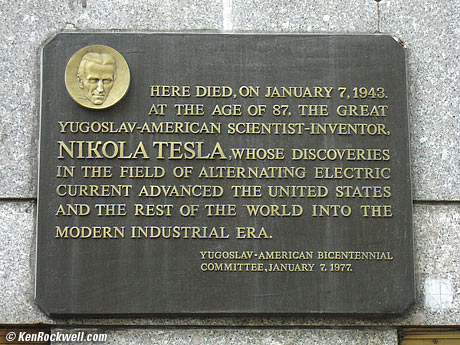 HERE DIED, ON JANUARY 7, 1943.
AT THE AGE OF 87. THE GREAT
YUGOSLAV-AMERICAN SCIENTIST-INVENTOR,
NIKOLA TESLA, WHOSE DISCOVERIES
IN THE FIELD OF ALTERNATING ELECTRIC
CURRENT ADVANCED THE UNITED STATES
AND THE REST OF THE WORLD INTO THE
MODERN INDUSTRIAL ERA.
YUGOSLAV-AMERICAN BICENTENNIAL
COMMITTEE, JANUARY 7, 1977.
© KenRockwell.com